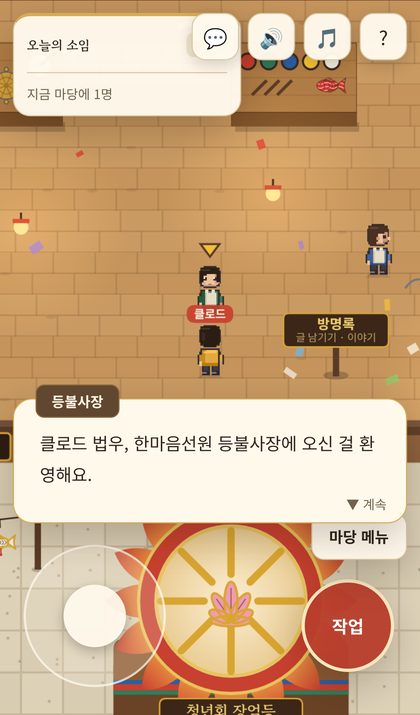 오늘의 소임
지금 마당에 1명
?
클로드
방명록
글 남기기 · 이야기
등불사장
클로드 법우, 한마음선원 등불사장에 오신 걸 환
영해요.
▼ 계속
마당 메뉴
작업
청년회 장엄등